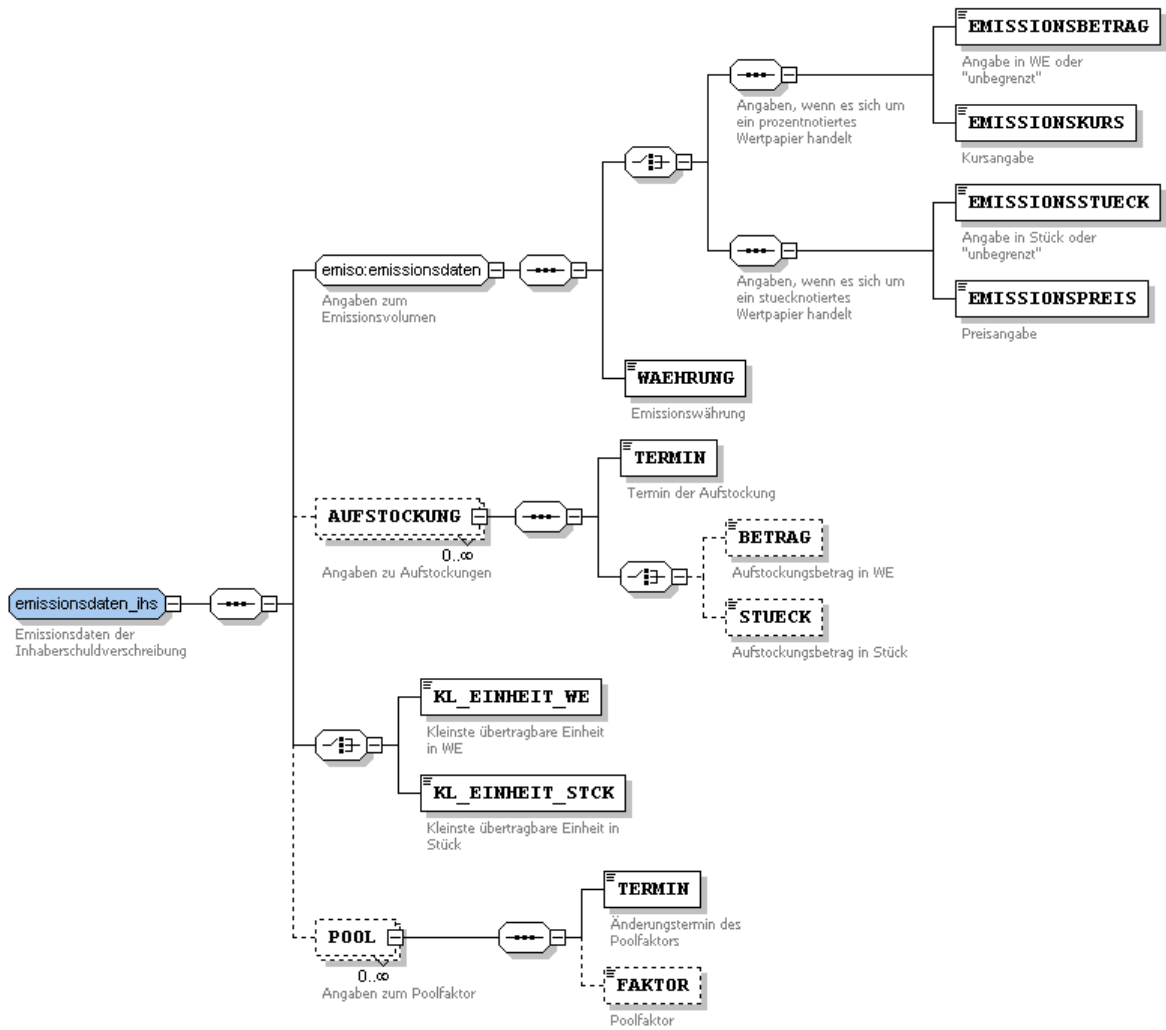 EMISSIONSBETRAG
Angabe in WE oder
"unbegrenzt"
Angaben, wenn es sich um
ein prozentnotiertes
Wertpapier handelt
EMISSIONSKURS
Kursangabe
EMISSIONSSTUECK
Angabe in Stück oder
"unbegrenzt"
emiso:emissionsdaten
Angaben zum
Emissionsvolumen
Angaben, wenn es sich um
ein stuecknotiertes
Wertpapier handelt
EMISSIONSPREIS
Preisangabe
WAEHRUNG
Emissionswährung
TERMIN
Termin der Aufstockung
AUFSTOCKUNG
0..∞
Angaben zu Aufstockungen
BETRAG
Aufstockungsbetrag in WE
STUECK
Aufstockungsbetrag in Stück
emissionsdaten_ihs
Emissionsdaten der
Inhaberschuldverschreibung
KL_EINHEIT_WE
Kleinste übertragbare Einheit
in WE
KL_EINHEIT_STCK
Kleinste übertragbare Einheit in
Stück
TERMIN
Änderungstermin des
Poolfaktors
POOL
0..∞
Angaben zum Poolfaktor
FAKTOR
Poolfaktor